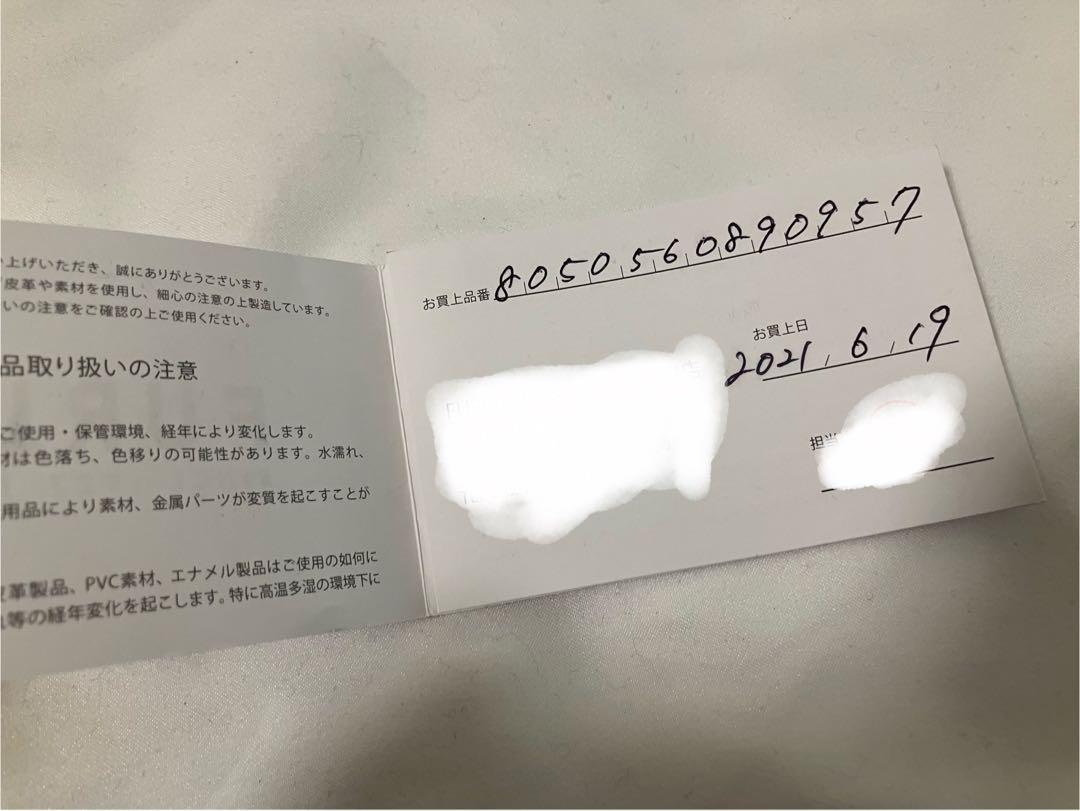 上げいただき、誠にありがとうございます。
皮革や素材を使用し、細心の注意の上製造しています。
いの注意をご確認の上ご使用ください。
品取り扱いの注意
ご使用・保管環境、経年により変化します。
材は色落ち、色移りの可能性があります。水濡れ、
用品により素材、金属パーツが変質を起こすことが
皮革製品、PVC素材、エナメル製品はご使用の如何に
等の経年変化を起こします。特に高温多湿の環境下に
お買上品番 8050560890957
お買上日
2021, 6, 19
店
担当